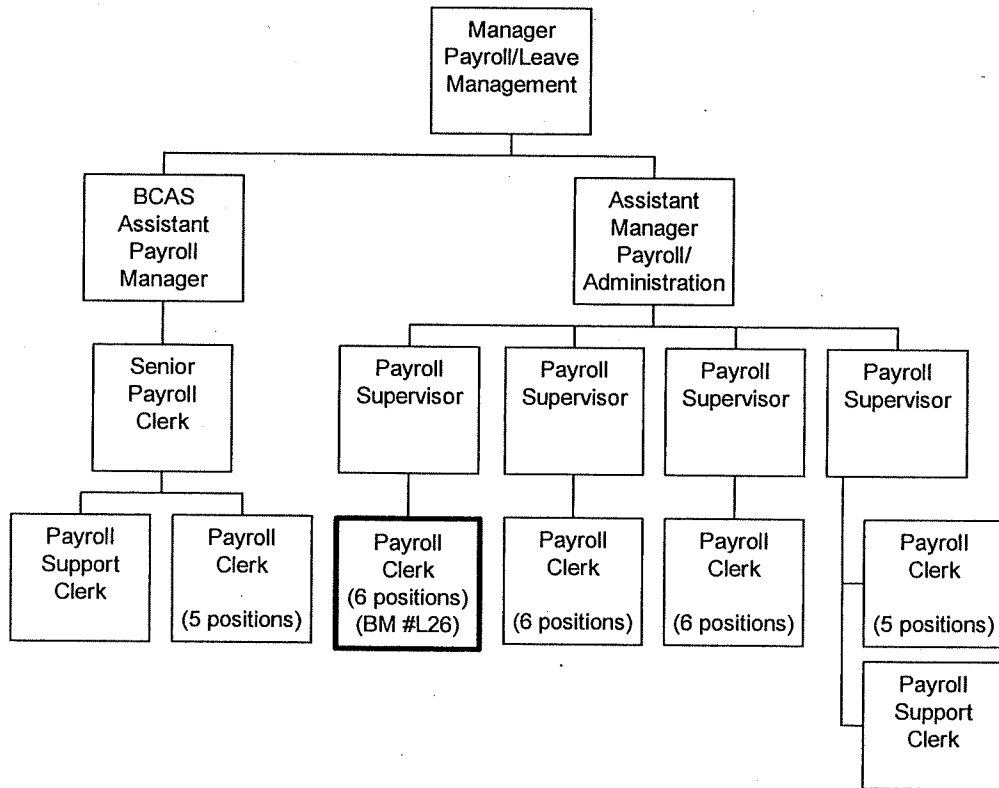 Manager
Payroll/Leave
Management
BCAS
Assistant
Payroll
Manager
Assistant
Manager
Payroll/
Administration
Senior
Payroll
Clerk
Payroll
Supervisor
Payroll
Supervisor
Payroll
Supervisor
Payroll
Supervisor
Payroll
Support
Clerk
Payroll
Clerk
(5 positions)
Payroll
Clerk
(6 positions)
(BM #L26)
Payroll
Clerk
(6 positions)
Payroll
Clerk
(6 positions)
Payroll
Clerk
(5 positions)
Payroll
Support
Clerk